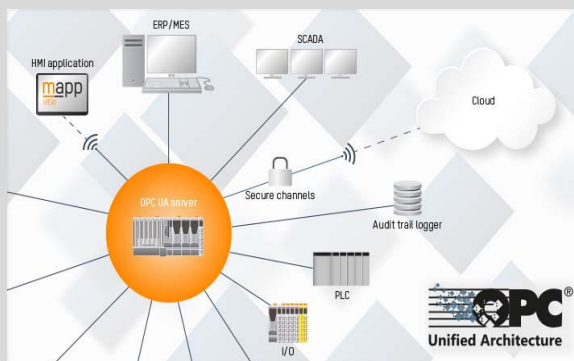 ERP/MES
SCADA
HMI application
mapp
VIEW
Cloud
Secure channels
OPC UA server
Audit trail logger
PLC
OPC®
Unified Architecture
I/O